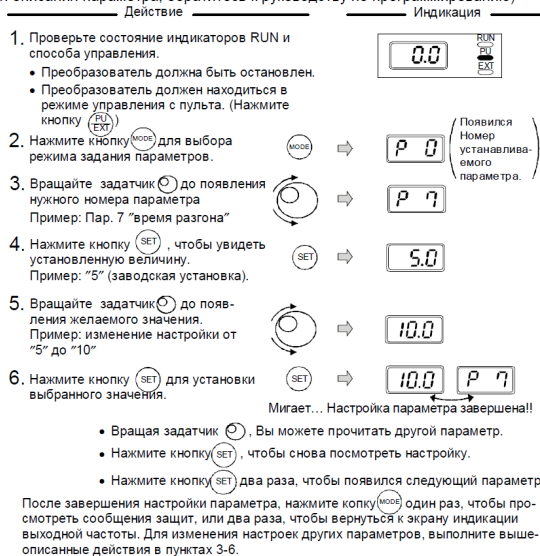 и описания параметра, обратитесь к руководству по программированию)
Действие
Индикация
1. Проверьте состояние индикаторов RUN и
способа управления.
• Преобразователь должна быть остановлен.
• Преобразователь должен находиться в
режиме управления с пульта. (Нажмите
кнопку PU/EXT)
0.0
RUN
PU
EXT
2. Нажмите кнопку MODE для выбора
режима задания параметров.
MODE
P 0
Появился
Номер
устанавлива-
емого
параметра.
3. Вращайте задатчик до появления
нужного номера параметра
Пример: Пар. 7 "время разгона"
P 7
4. Нажмите кнопку SET , чтобы увидеть
установленную величину.
Пример: "5" (заводская установка).
SET
5.0
5. Вращайте задатчик до появ-
ления желаемого значения.
Пример: изменение настройки от
"5" до "10"
10.0
6. Нажмите кнопку SET для установки
выбранного значения.
SET
10.0 P 7
Мигает... Настройка параметра завершена!!
• Вращая задатчик , Вы можете прочитать другой параметр.
• Нажмите кнопку SET , чтобы снова посмотреть настройку.
• Нажмите кнопку SET два раза, чтобы появился следующий параметр
После завершения настройки параметра, нажмите копку MODE один раз, чтобы про-
смотреть сообщения защит, или два раза, чтобы вернуться к экрану индикации
выходной частоты. Для изменения настроек других параметров, выполните выше-
описанные действия в пунктах 3-6.